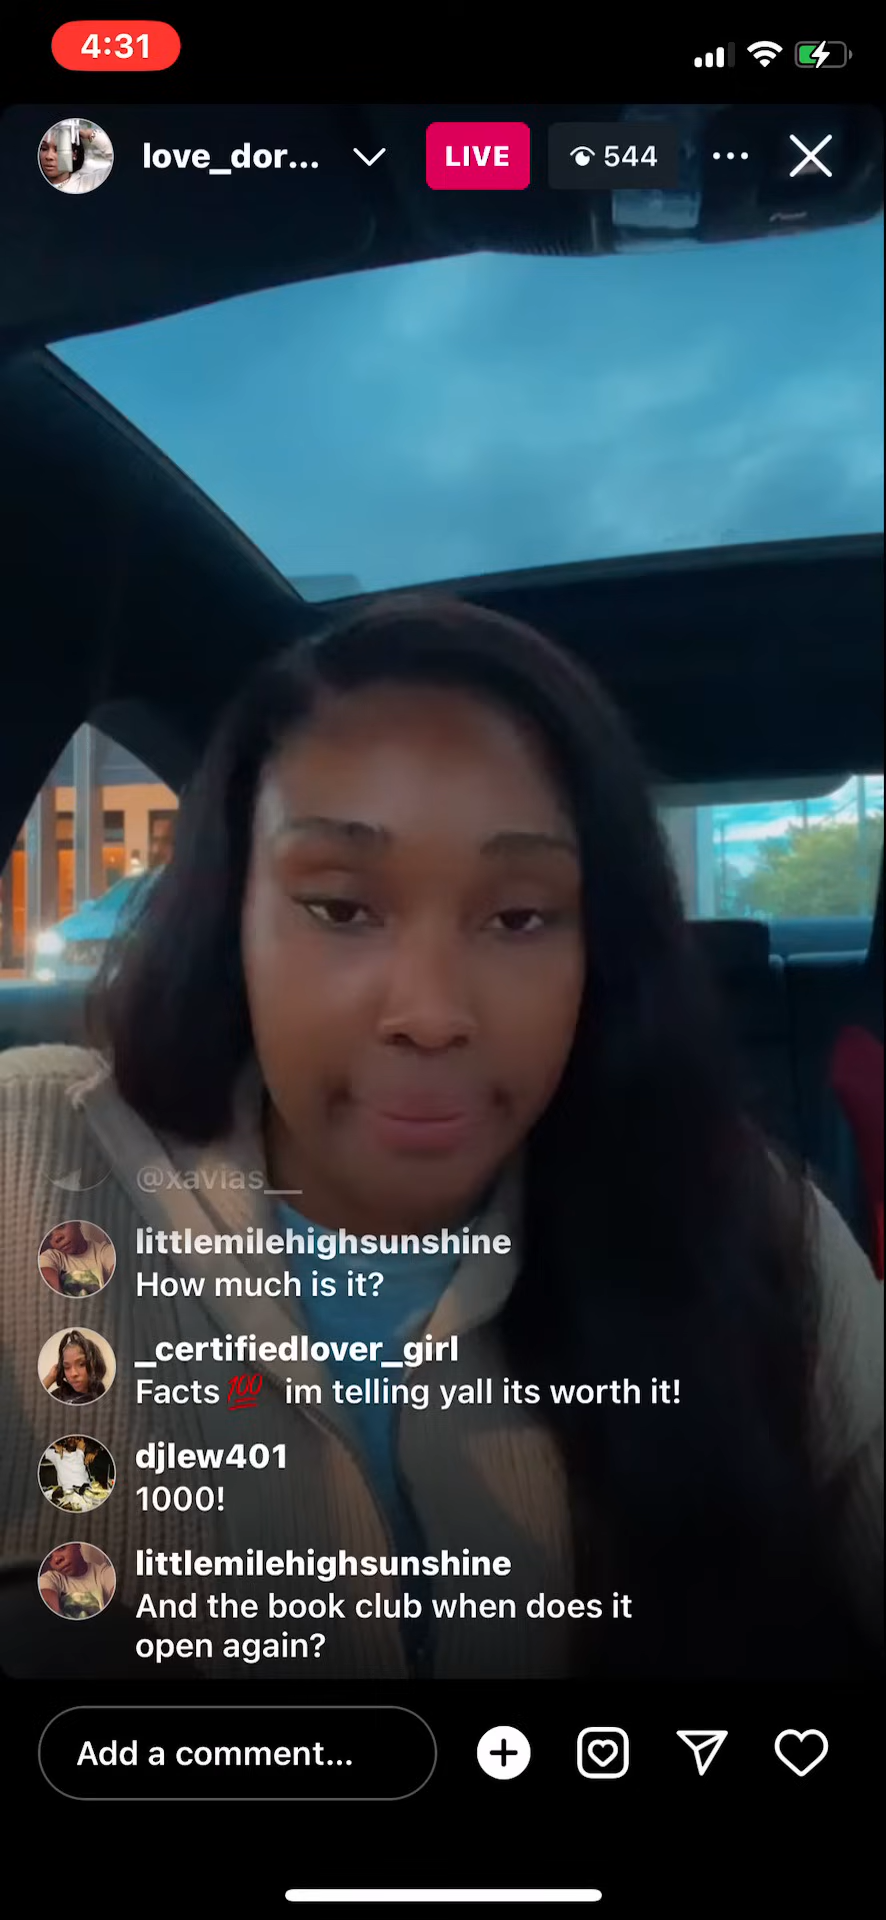 4:31
love_dor...
LIVE
544
@xavias__
littlemilehighsunshine
How much is it?
_certifiedlover_girl
Facts 💯 im telling yall its worth it!
djlew401
1000!
littlemilehighsunshine
And the book club when does it
open again?
Add a comment...